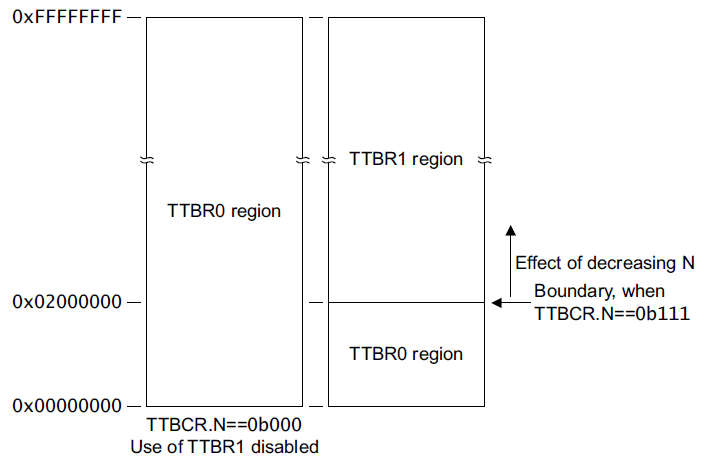 0xFFFFFFFF
TTBR1 region
TTBR0 region
Effect of decreasing N
0x02000000
Boundary, when
TTBCR.N==0b111
TTBR0 region
0x00000000
TTBCR.N==0b000
Use of TTBR1 disabled